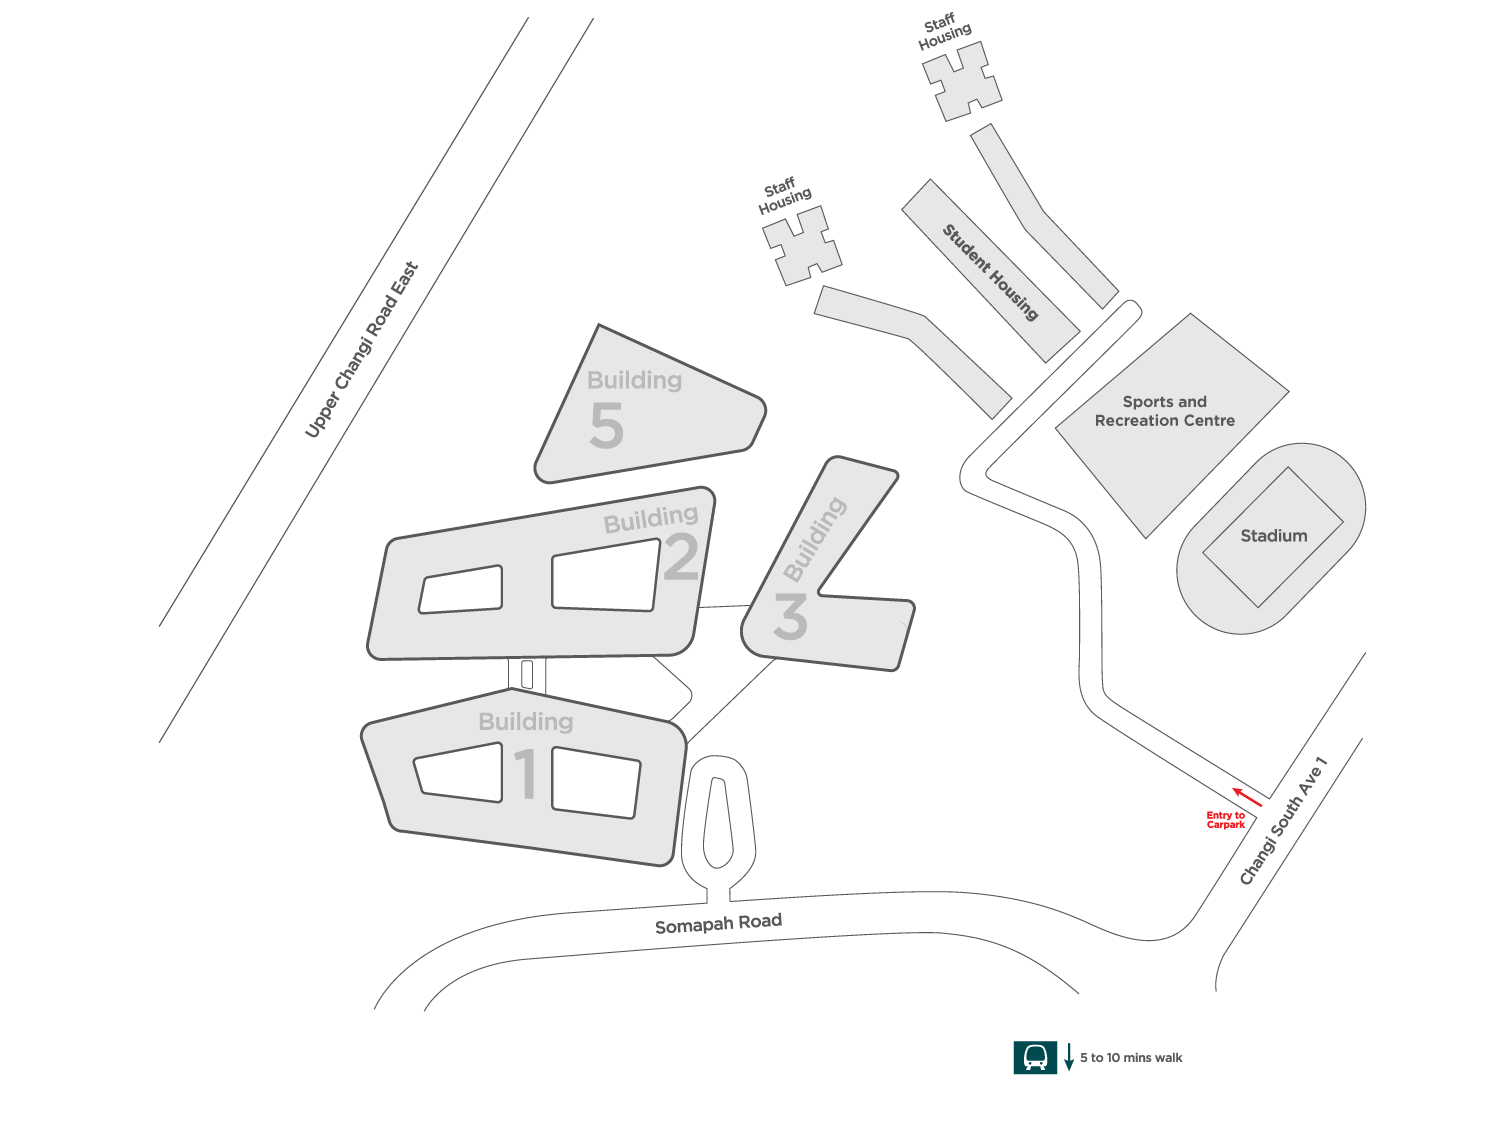 Staff
Housing
Staff
Housing
Student Housing
Upper Changi Road East
Building
5
Sports and
Recreation Centre
Building
2
Building
3
Stadium
Building
1
Entry to
Carpark
Changi South Ave 1
Somapah Road
5 to 10 mins walk